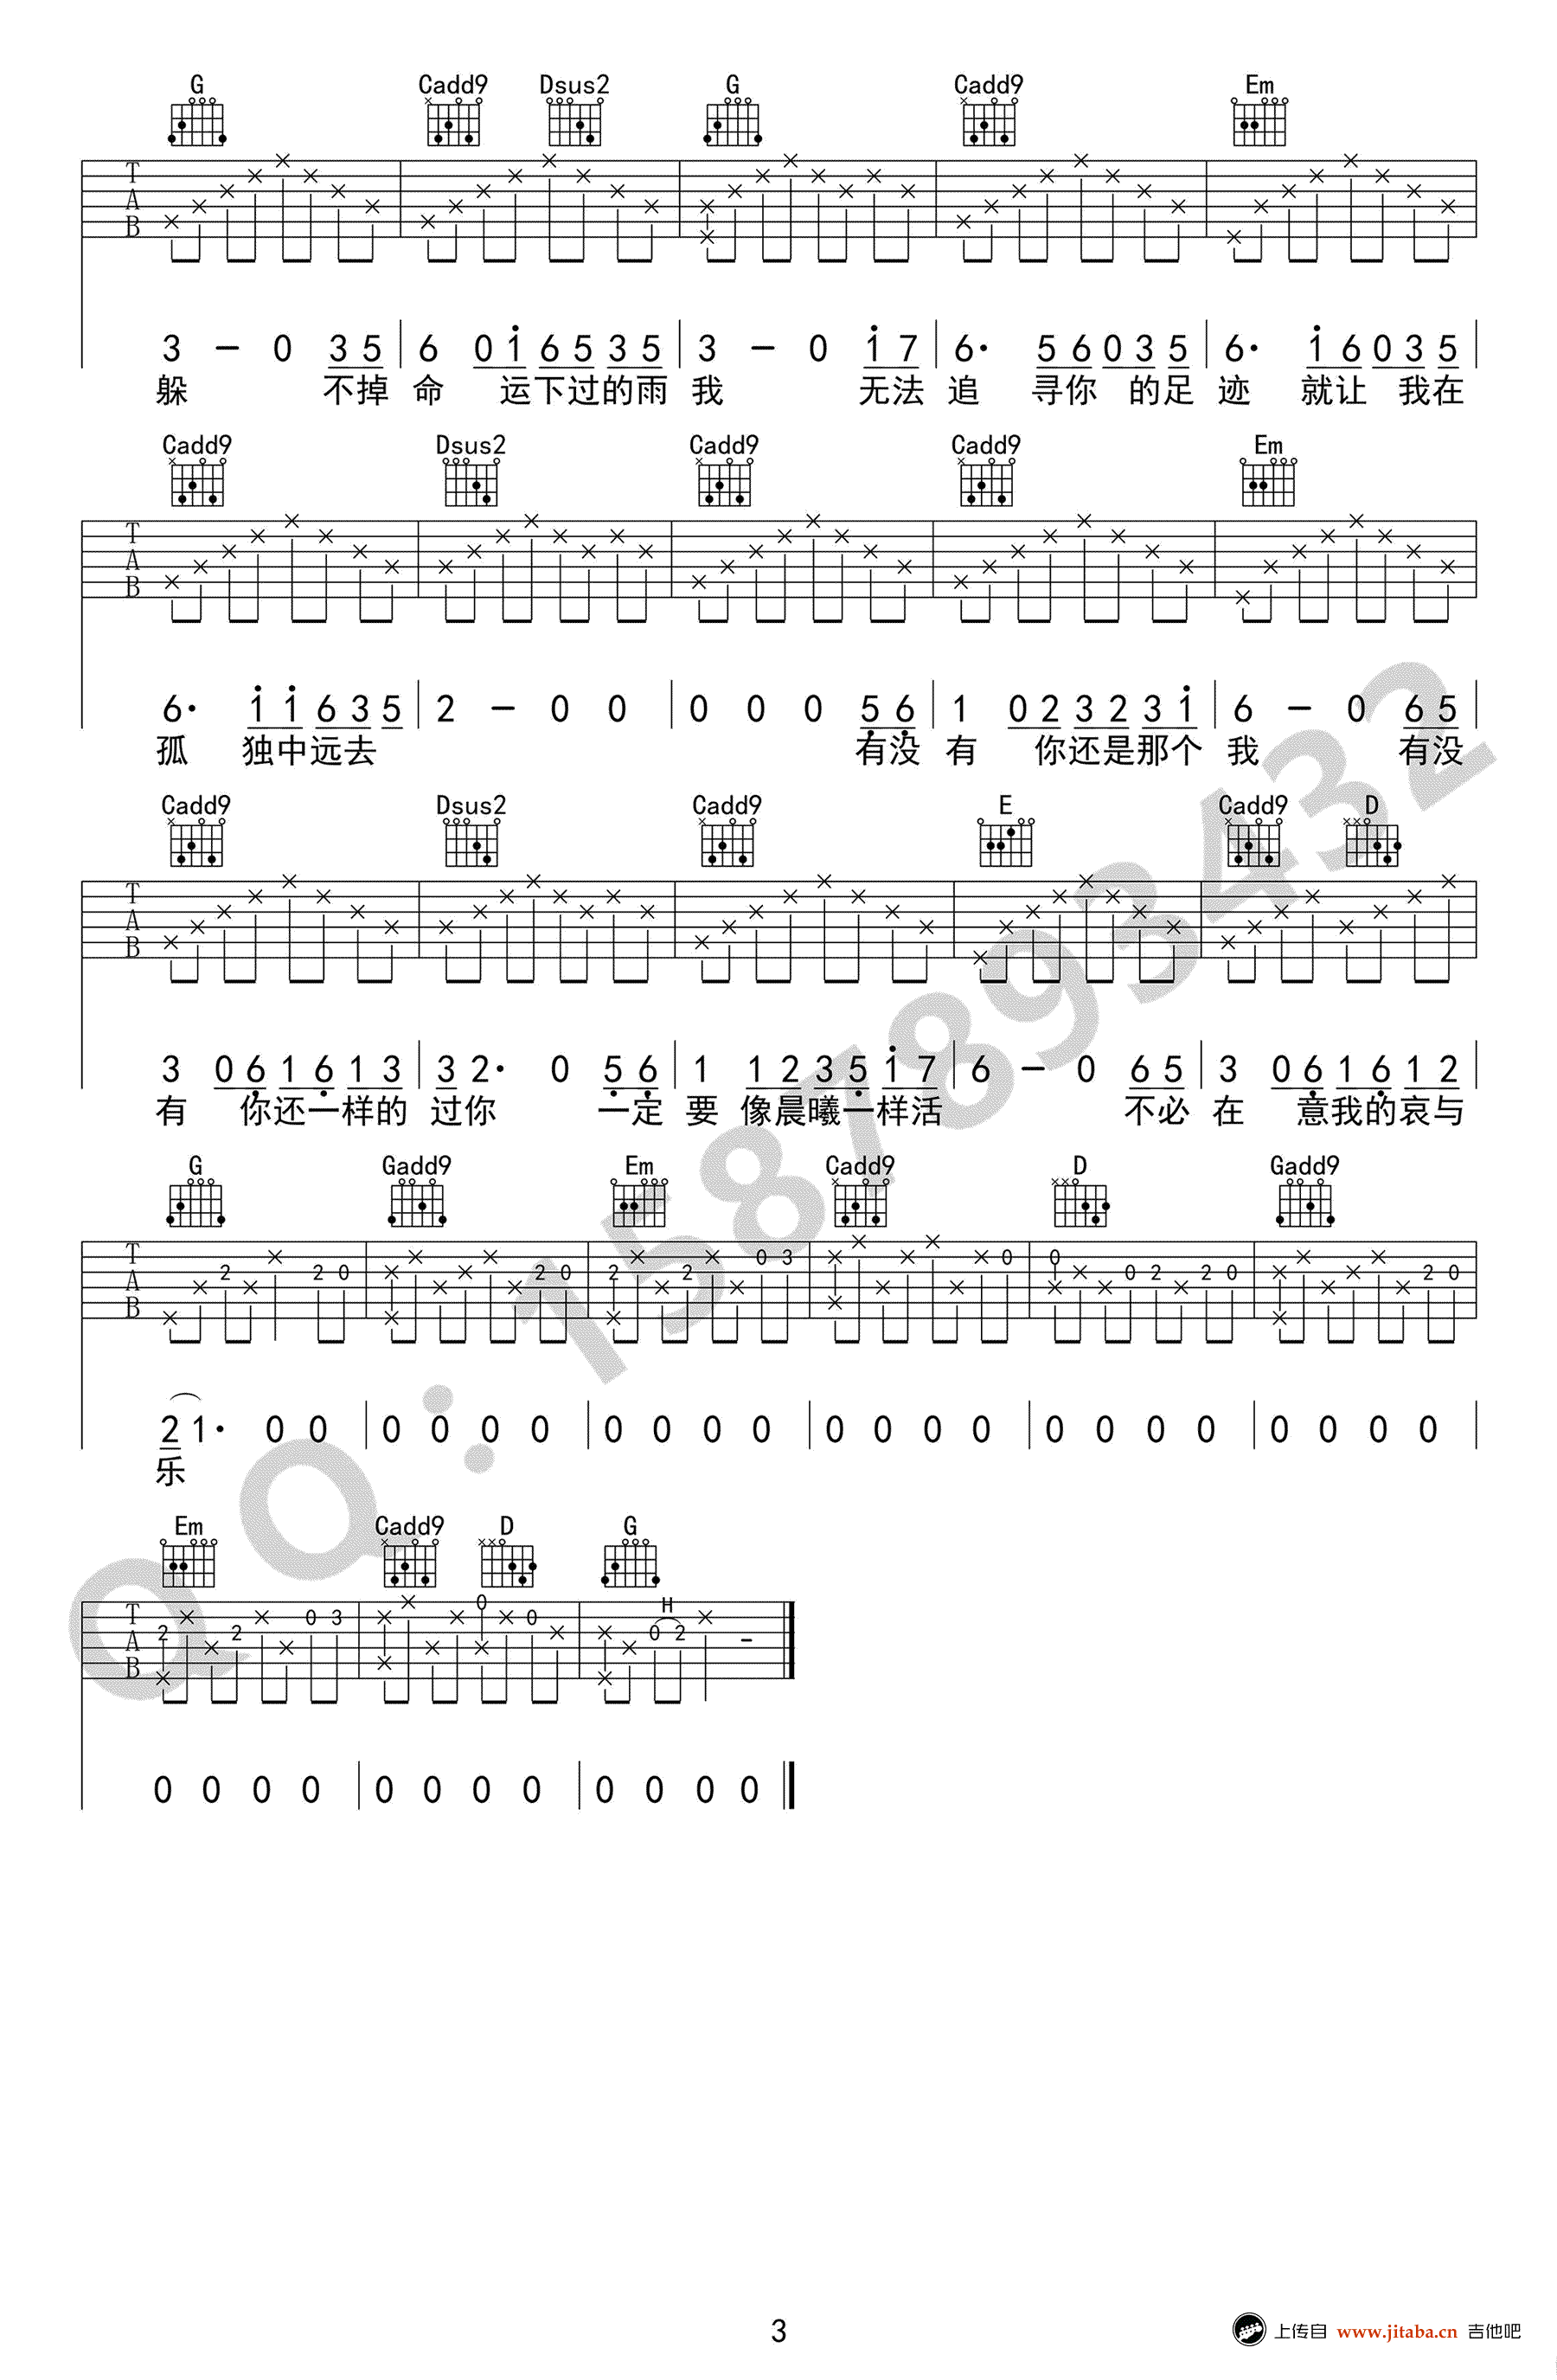 G Cadd9 Dsus2 G Cadd9 Em
T A B
3 - 0 3 5 | 6 0 i 6 5 3 5 | 3 - 0 i 7 | 6· 5 6 0 3 5 | 6· i 6 0 3 5
躲 不掉 命 运下过的雨 我 无法 追 寻你 的足 迹 就让 我在
Cadd9 Dsus2 Cadd9 Cadd9 Em
T A B
6· i i 6 3 5 | 2 - 0 0 | 0 0 0 5 6 | 1 0 2 3 2 3 i | 6 - 0 6 5
孤 独中远去 有没 有 你还是那个 我 有没
Cadd9 Dsus2 Cadd9 E Cadd9 D
T A B
3 0 6 1 6 1 3 | 3 2· 0 5 6 | 1 1 2 3 5 i 7 | 6 - 0 6 5 | 3 0 6 1 6 1 2
有 你还一样的 过你 一定 要 像晨曦一样活 不必 在 意我的哀与
G Gadd9 Em Cadd9 D Gadd9
T A B
2 2 0 2 0 2 2 0 3 0 0 0 2 2 0 2 0
2 1· 0 0 | 0 0 0 0 | 0 0 0 0 | 0 0 0 0 | 0 0 0 0 | 0 0 0 0
乐
Em Cadd9 D G
T A B
2 2 0 3 0 0 H 0 2 -
0 0 0 0 | 0 0 0 0 | 0 0 0 0
QQ:1587893432
3
上传自 www.jitaba.cn 吉他吧